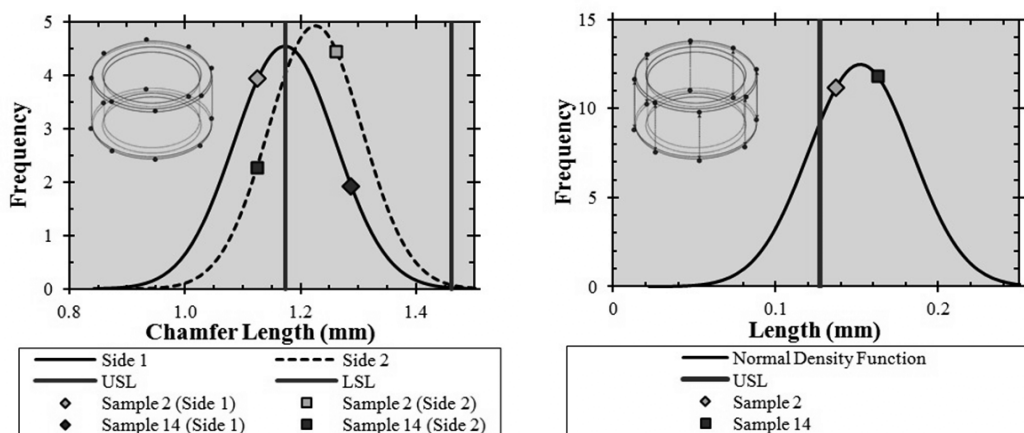 5
4
3
2
1
0
Frequency
0.8
1.0
1.2
1.4
Chamfer Length (mm)
Side 1
Side 2
USL
LSL
Sample 2 (Side 1)
Sample 2 (Side 2)
Sample 14 (Side 1)
Sample 14 (Side 2)
15
10
5
0
Frequency
0
0.1
0.2
Length (mm)
Normal Density Function
USL
Sample 2
Sample 14